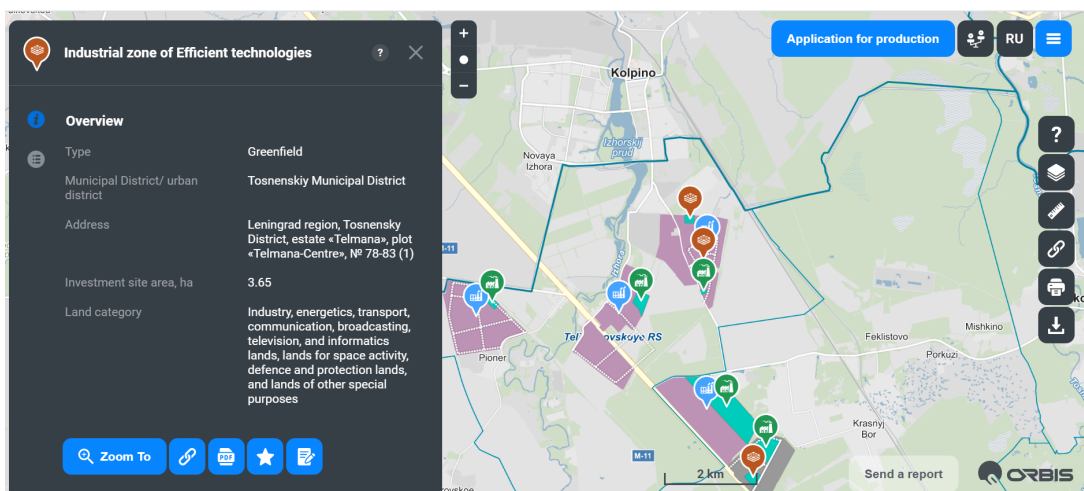 Industrial zone of Efficient technologies
?
Overview
Type
Greenfield
Municipal District/ urban
district
Tosnenskiy Municipal District
Address
Leningrad region, Tosnensky
District, estate «Telmana», plot
«Telmana-Centre», № 78-83 (1)
Investment site area, ha
3.65
Land category
Industry, energetics, transport,
communication, broadcasting,
television, and informatics
lands, lands for space activity,
defence and protection lands,
and lands of other special
purposes
Zoom To
PDF
+
−
Application for production
RU
?
Kolpino
Izhorskij
prud
Novaya
Izhora
Izhora
M-11
Pioner
Feklistovo
Mishkino
Porkuzi
Krasnyj
Bor
M-11
2 km
Send a report
ORBIS